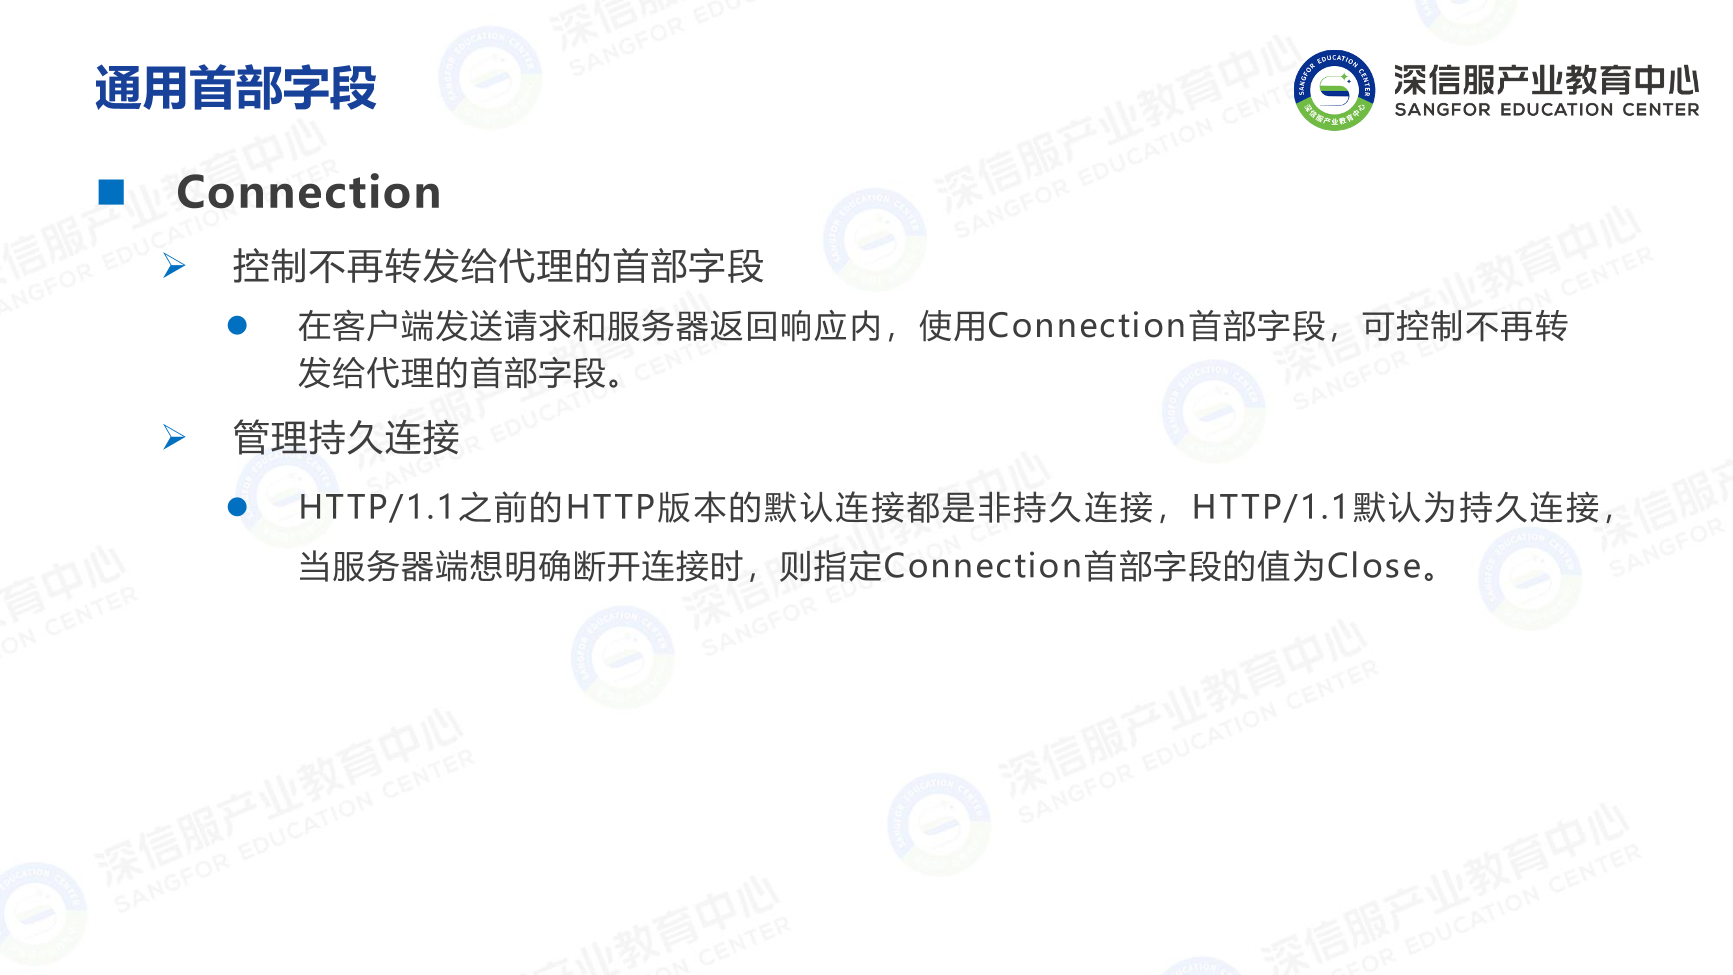 通用首部字段
深信服产业教育中心
SANGFOR EDUCATION CENTER
Connection
控制不再转发给代理的首部字段
在客户端发送请求和服务器返回响应内，使用Connection首部字段，可控制不再转
发给代理的首部字段。
管理持久连接
HTTP/1.1之前的HTTP版本的默认连接都是非持久连接，HTTP/1.1默认为持久连接，
当服务器端想明确断开连接时，则指定Connection首部字段的值为Close。